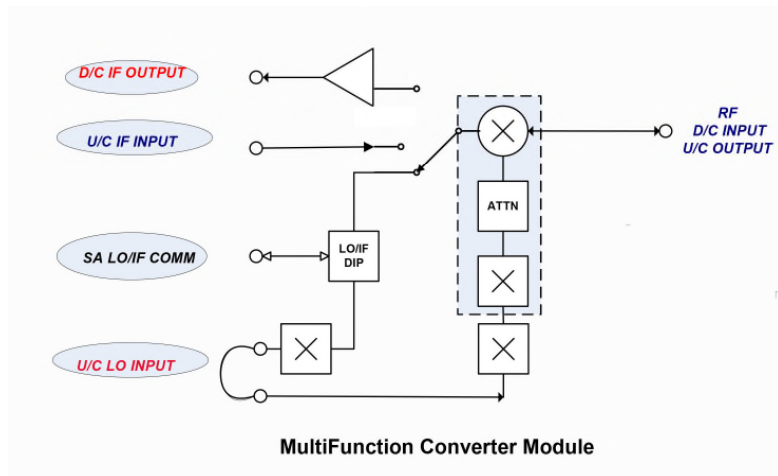 D/C IF OUTPUT
U/C IF INPUT
RF
D/C INPUT
U/C OUTPUT
ATTN
SA LO/IF COMM
LO/IF
DIP
U/C LO INPUT
MultiFunction Converter Module